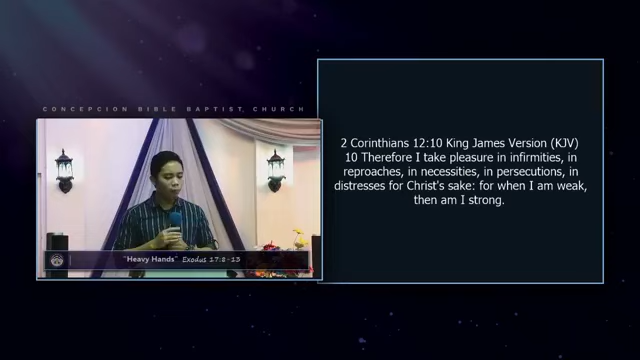 CONCEPCION BIBLE BAPTIST CHURCH
2 Corinthians 12:10 King James Version (KJV)
10 Therefore I take pleasure in infirmities, in
reproaches, in necessities, in persecutions, in
distresses for Christ's sake: for when I am weak,
then am I strong.
"Heavy Hands" Exodus 17:8-13